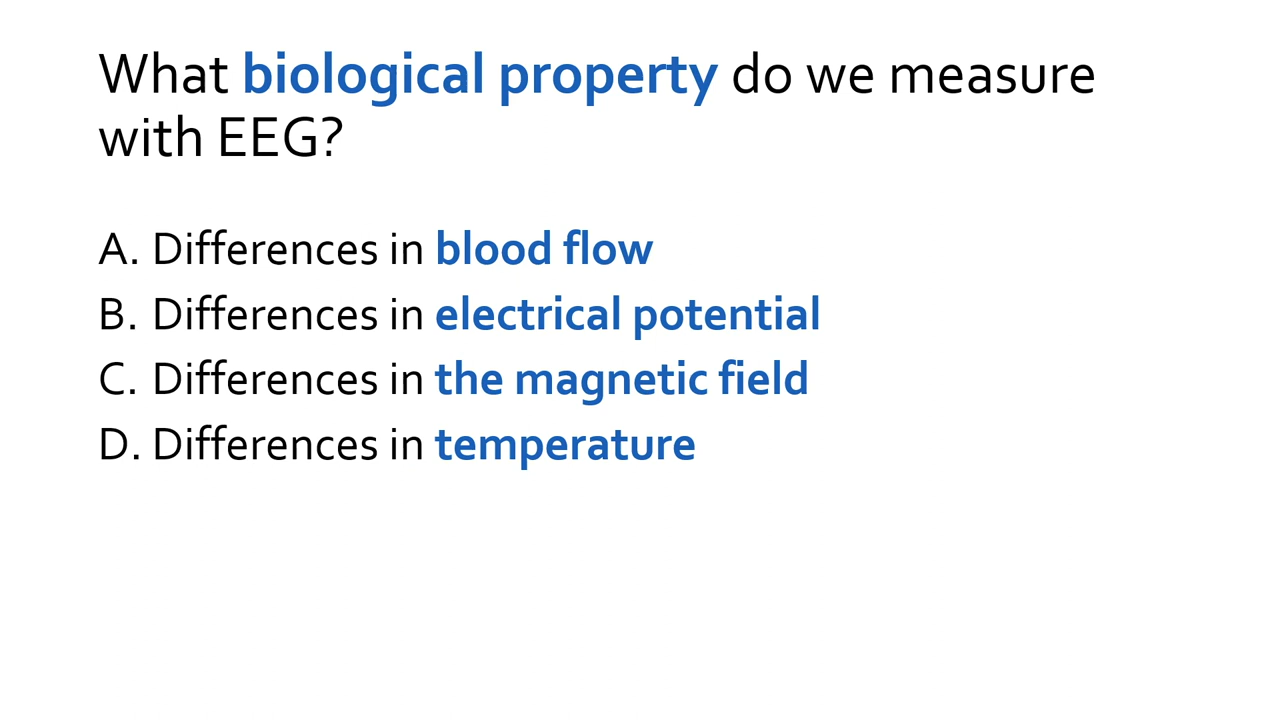 What biological property do we measure
with EEG?
A. Differences in blood flow
B. Differences in electrical potential
C. Differences in the magnetic field
D. Differences in temperature